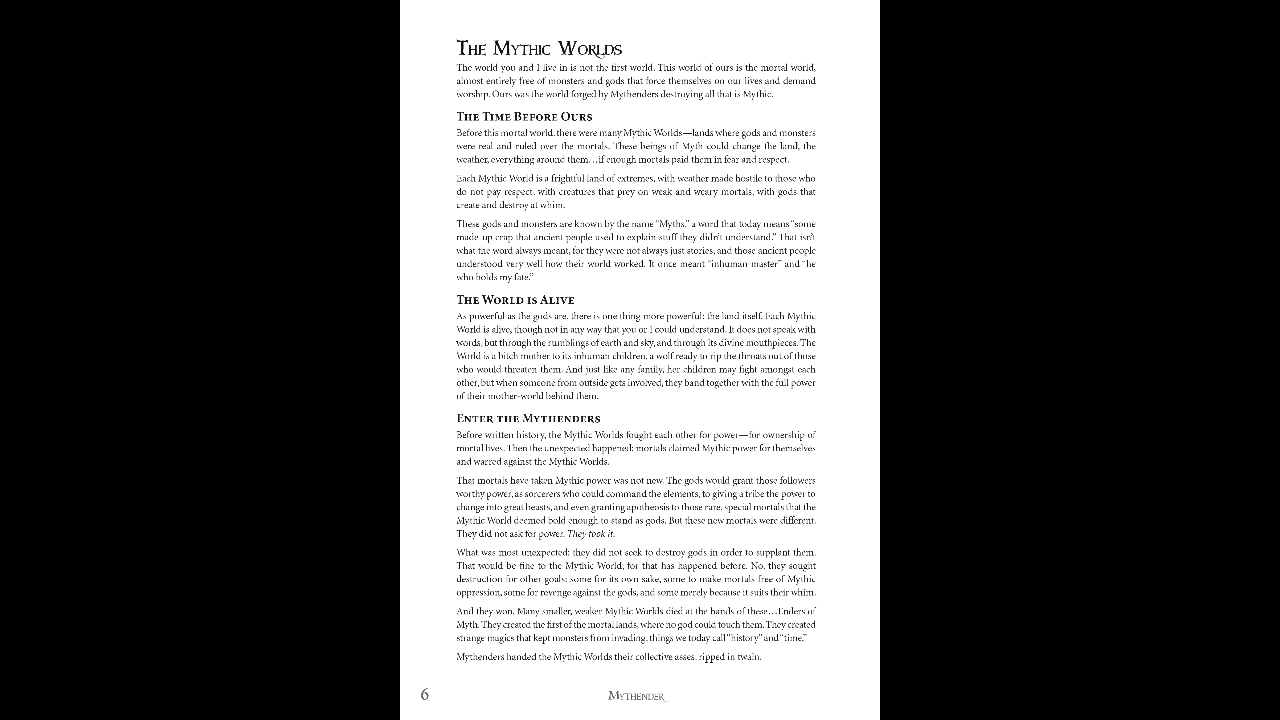 The Mythic Worlds
The world you and I live in is not the first world. This world of ours is the mortal world,
almost entirely free of monsters and gods that force themselves on our lives and demand
worship. Ours was the world forged by Mythenders destroying all that is Mythic.
The Time Before Ours
Before this mortal world, there were many Mythic Worlds—lands where gods and monsters
were real and ruled over the mortals. These beings of Myth could change the land, the
weather, everything around them…if enough mortals paid them in fear and respect.
Each Mythic World is a frightful land of extremes, with weather made hostile to those who
do not pay respect, with creatures that prey on weak and weary mortals, with gods that
create and destroy at whim.
These gods and monsters are known by the name "Myths," a word that today means "some
made-up crap that ancient people used to explain stuff they didn't understand." That isn't
what the word always meant, for they were not always just stories, and those ancient people
understood very well how their world worked. It once meant "inhuman master" and "he
who holds my fate."
The World is Alive
As powerful as the gods are, there is one thing more powerful: the land itself. Each Mythic
World is alive, though not in any way that you or I could understand. It does not speak with
words, but through the rumblings of earth and sky, and through its divine mouthpieces. The
World is a bitch mother to its inhuman children, a wolf ready to rip the throats out of those
who would threaten them. And just like any family, her children may fight amongst each
other, but when someone from outside gets involved, they band together with the full power
of their mother-world behind them.
Enter the Mythenders
Before written history, the Mythic Worlds fought each other for power—for ownership of
mortal lives. Then the unexpected happened: mortals claimed Mythic power for themselves
and warred against the Mythic Worlds.
That mortals have taken Mythic power was not new. The gods would grant those followers
worthy power, as sorcerers who could command the elements, to giving a tribe the power to
change into great beasts, and even granting apotheosis to those rare, special mortals that the
Mythic World deemed bold enough to stand as gods. But these new mortals were different.
They did not ask for power. They took it.
What was most unexpected: they did not seek to destroy gods in order to supplant them.
That would be fine to the Mythic World, for that has happened before. No, they sought
destruction for other goals: some for its own sake, some to make mortals free of Mythic
oppression, some for revenge against the gods, and some merely because it suits their whim.
And they won. Many smaller, weaker Mythic Worlds died at the hands of these…Enders of
Myth. They created the first of the mortal lands, where no god could touch them. They created
strange magics that kept monsters from invading, things we today call "history" and "time."
Mythenders handed the Mythic Worlds their collective asses, ripped in twain.
6
Mythender